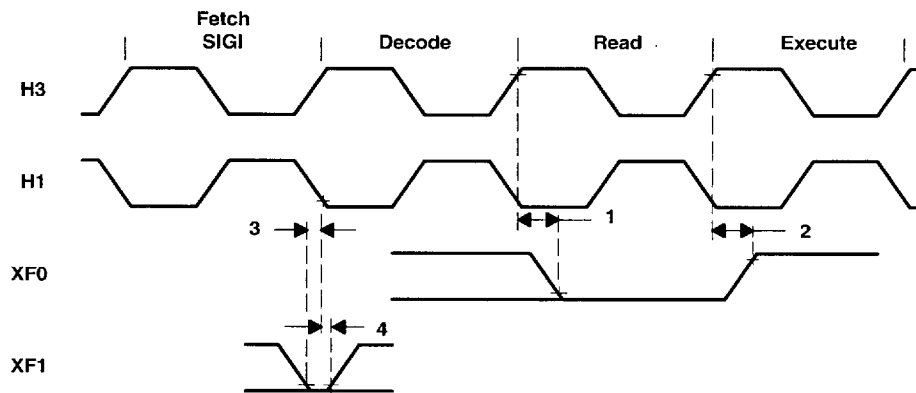 Fetch
SIGI
Decode
Read
Execute
H3
H1
3
1
2
XF0
4
XF1